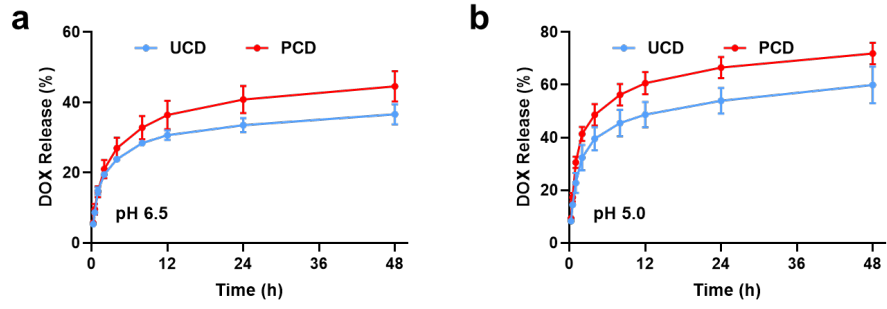 a
60
40
20
0
DOX Release (%)
UCD PCD
pH 6.5
0 12 24 36 48
Time (h)
b
80
60
40
20
0
DOX Release (%)
UCD PCD
pH 5.0
0 12 24 36 48
Time (h)